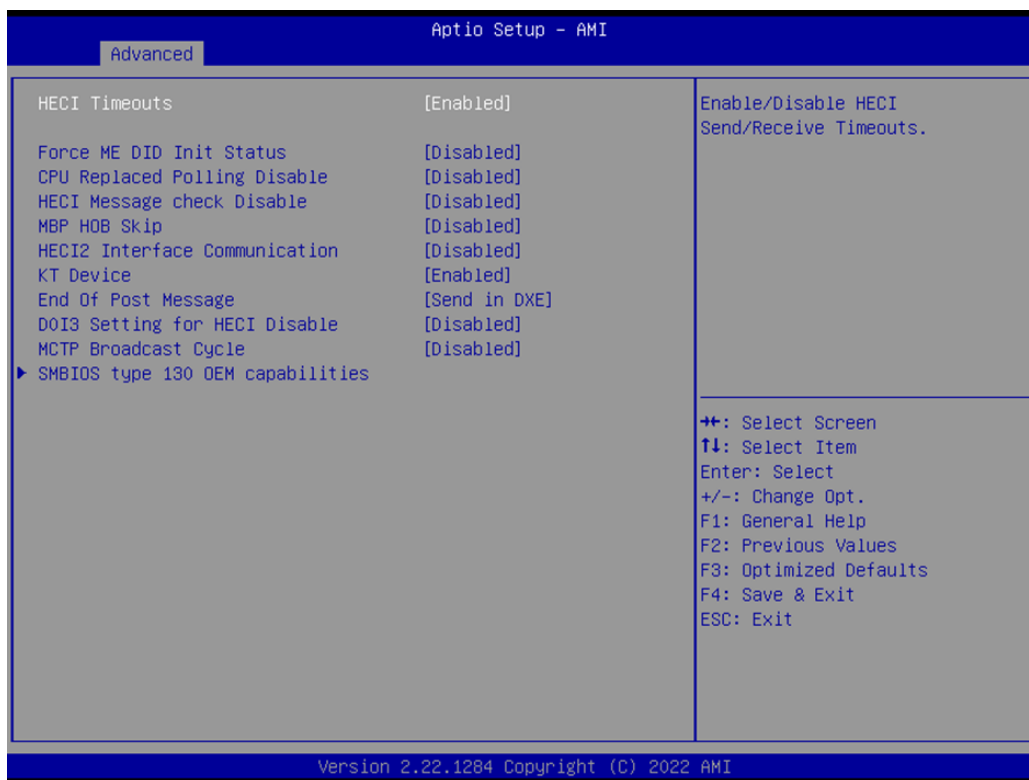 Aptio Setup – AMI
Advanced
HECI Timeouts [Enabled]
Force ME DID Init Status [Disabled]
CPU Replaced Polling Disable [Disabled]
HECI Message check Disable [Disabled]
MBP HOB Skip [Disabled]
HECI2 Interface Communication [Disabled]
KT Device [Enabled]
End Of Post Message [Send in DXE]
DOI3 Setting for HECI Disable [Disabled]
MCTP Broadcast Cycle [Disabled]
▶ SMBIOS type 130 OEM capabilities
Enable/Disable HECI
Send/Receive Timeouts.
→←: Select Screen
↑↓: Select Item
Enter: Select
+/-: Change Opt.
F1: General Help
F2: Previous Values
F3: Optimized Defaults
F4: Save & Exit
ESC: Exit
Version 2.22.1284 Copyright (C) 2022 AMI